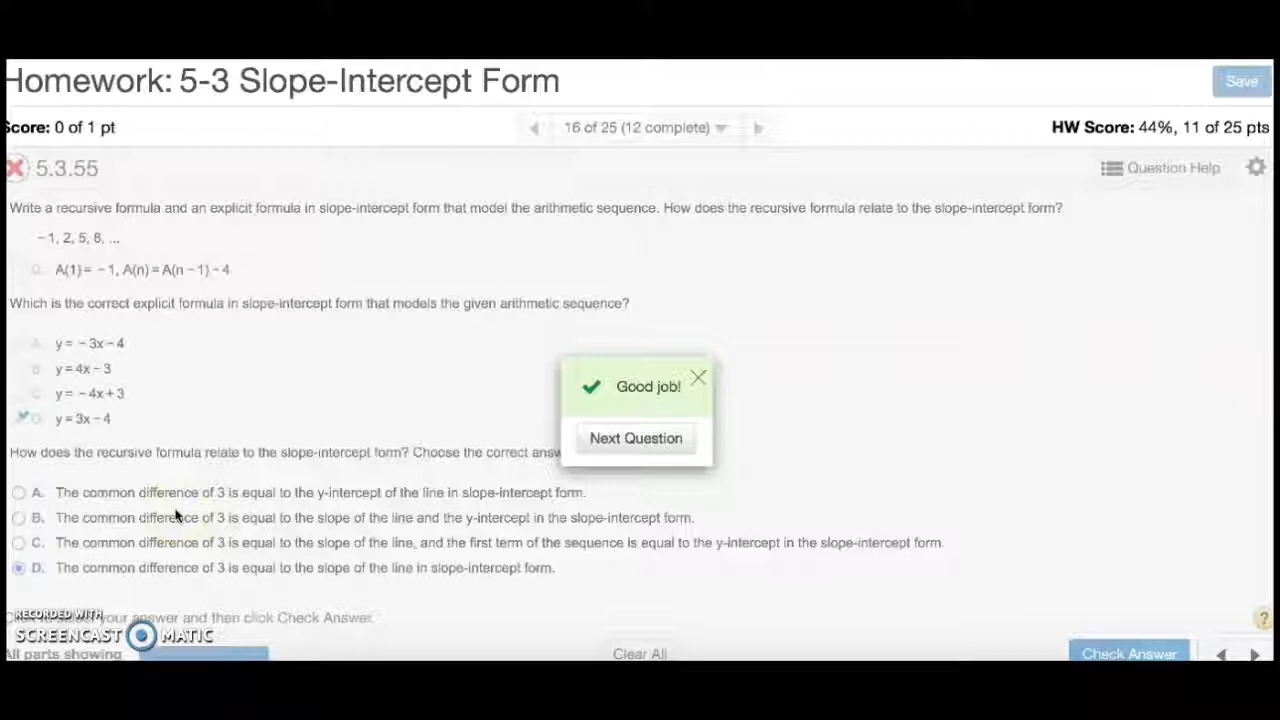 Homework: 5-3 Slope-Intercept Form
Save
Score: 0 of 1 pt
16 of 25 (12 complete)
HW Score: 44%, 11 of 25 pts
5.3.55
Question Help
Write a recursive formula and an explicit formula in slope-intercept form that model the arithmetic sequence. How does the recursive formula relate to the slope-intercept form?
−1, 2, 5, 8, ...
D. A(1) = −1, A(n) = A(n − 1) − 4
Which is the correct explicit formula in slope-intercept form that models the given arithmetic sequence?
A. y = −3x − 4
B. y = 4x − 3
C. y = −4x + 3
D. y = 3x − 4
Good job!
Next Question
How does the recursive formula relate to the slope-intercept form? Choose the correct answ
A. The common difference of 3 is equal to the y-intercept of the line in slope-intercept form.
B. The common difference of 3 is equal to the slope of the line and the y-intercept in the slope-intercept form.
C. The common difference of 3 is equal to the slope of the line, and the first term of the sequence is equal to the y-intercept in the slope-intercept form.
D. The common difference of 3 is equal to the slope of the line in slope-intercept form.
your answer and then click Check Answer.
RECORDED WITH
SCREENCAST MATIC
?
All parts showing
Clear All
Check Answer